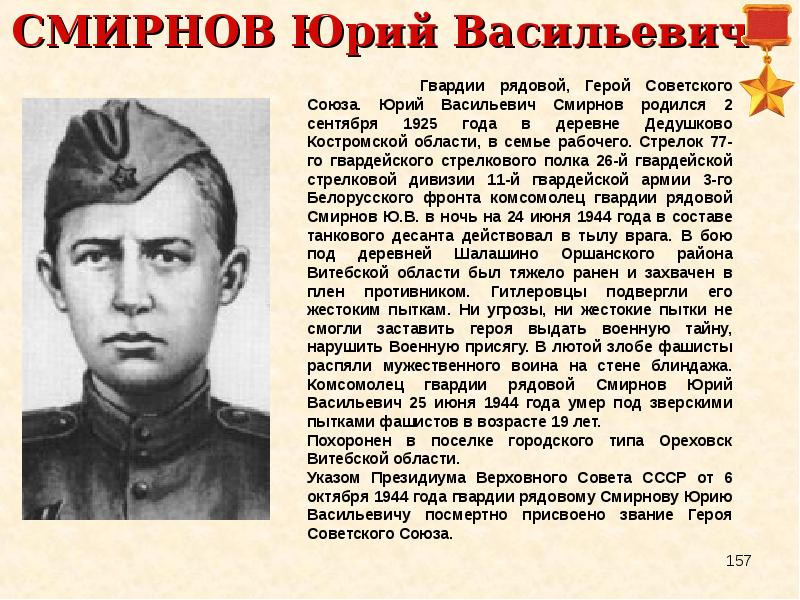 СМИРНОВ Юрий Васильевич
Гвардии рядовой, Герой Советского
Союза. Юрий Васильевич Смирнов родился 2
сентября 1925 года в деревне Дедушково
Костромской области, в семье рабочего. Стрелок 77-
го гвардейского стрелкового полка 26-й гвардейской
стрелковой дивизии 11-й гвардейской армии 3-го
Белорусского фронта комсомолец гвардии рядовой
Смирнов Ю.В. в ночь на 24 июня 1944 года в составе
танкового десанта действовал в тылу врага. В бою
под деревней Шалашино Оршанского района
Витебской области был тяжело ранен и захвачен в
плен противником. Гитлеровцы подвергли его
жестоким пыткам. Ни угрозы, ни жестокие пытки не
смогли заставить героя выдать военную тайну,
нарушить Военную присягу. В лютой злобе фашисты
распяли мужественного воина на стене блиндажа.
Комсомолец гвардии рядовой Смирнов Юрий
Васильевич 25 июня 1944 года умер под зверскими
пытками фашистов в возрасте 19 лет.
Похоронен в поселке городского типа Ореховск
Витебской области.
Указом Президиума Верховного Совета СССР от 6
октября 1944 года гвардии рядовому Смирнову Юрию
Васильевичу посмертно присвоено звание Героя
Советского Союза.
157